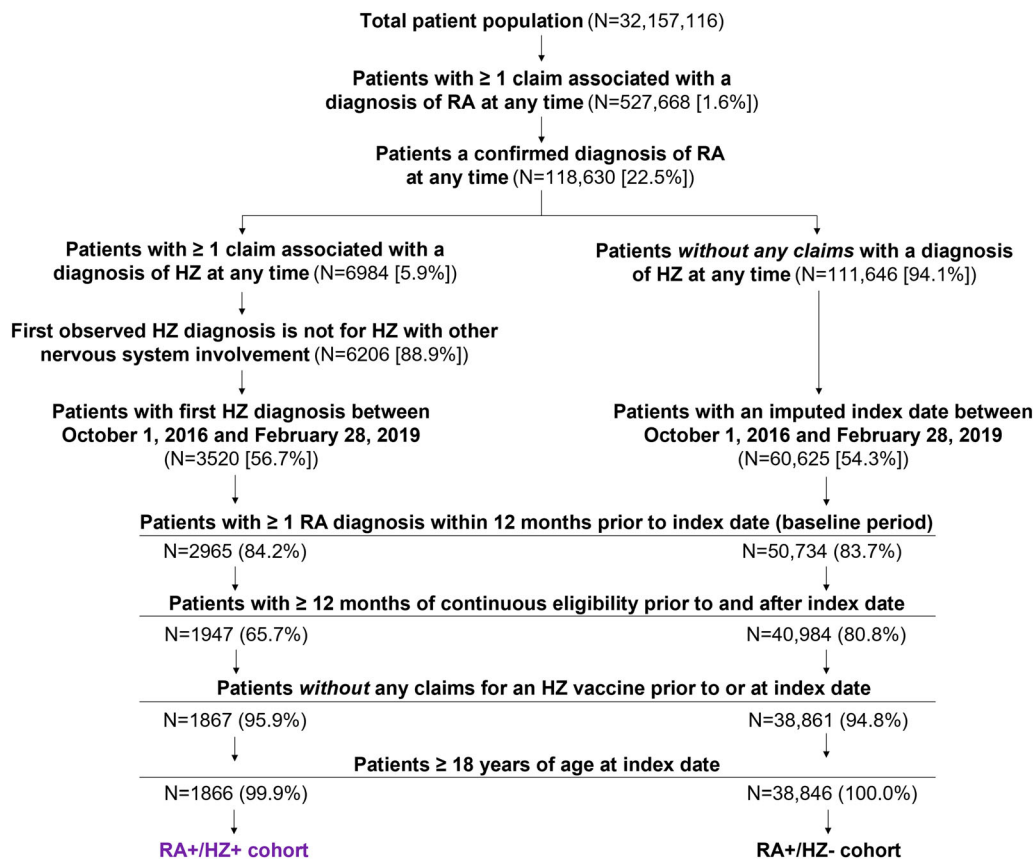 Total patient population (N=32,157,116)
Patients with ≥ 1 claim associated with a
diagnosis of RA at any time (N=527,668 [1.6%])
Patients a confirmed diagnosis of RA
at any time (N=118,630 [22.5%])
Patients with ≥ 1 claim associated with a
diagnosis of HZ at any time (N=6984 [5.9%])
Patients without any claims with a diagnosis
of HZ at any time (N=111,646 [94.1%])
First observed HZ diagnosis is not for HZ with other
nervous system involvement (N=6206 [88.9%])
Patients with first HZ diagnosis between
October 1, 2016 and February 28, 2019
(N=3520 [56.7%])
Patients with an imputed index date between
October 1, 2016 and February 28, 2019
(N=60,625 [54.3%])
Patients with ≥ 1 RA diagnosis within 12 months prior to index date (baseline period)
N=2965 (84.2%)
N=50,734 (83.7%)
Patients with ≥ 12 months of continuous eligibility prior to and after index date
N=1947 (65.7%)
N=40,984 (80.8%)
Patients without any claims for an HZ vaccine prior to or at index date
N=1867 (95.9%)
N=38,861 (94.8%)
Patients ≥ 18 years of age at index date
N=1866 (99.9%)
N=38,846 (100.0%)
RA+/HZ+ cohort
RA+/HZ- cohort